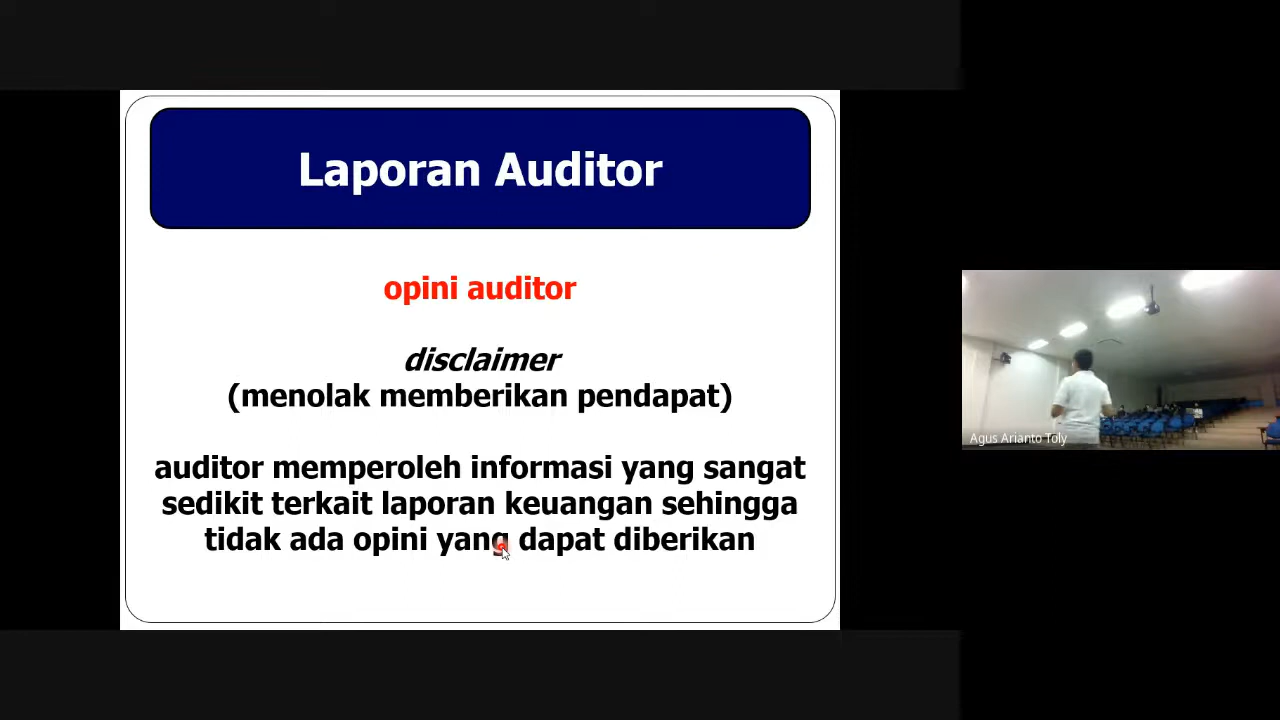 Laporan Auditor
opini auditor
disclaimer
(menolak memberikan pendapat)
auditor memperoleh informasi yang sangat
sedikit terkait laporan keuangan sehingga
tidak ada opini yang dapat diberikan
Agus Arianto Toly